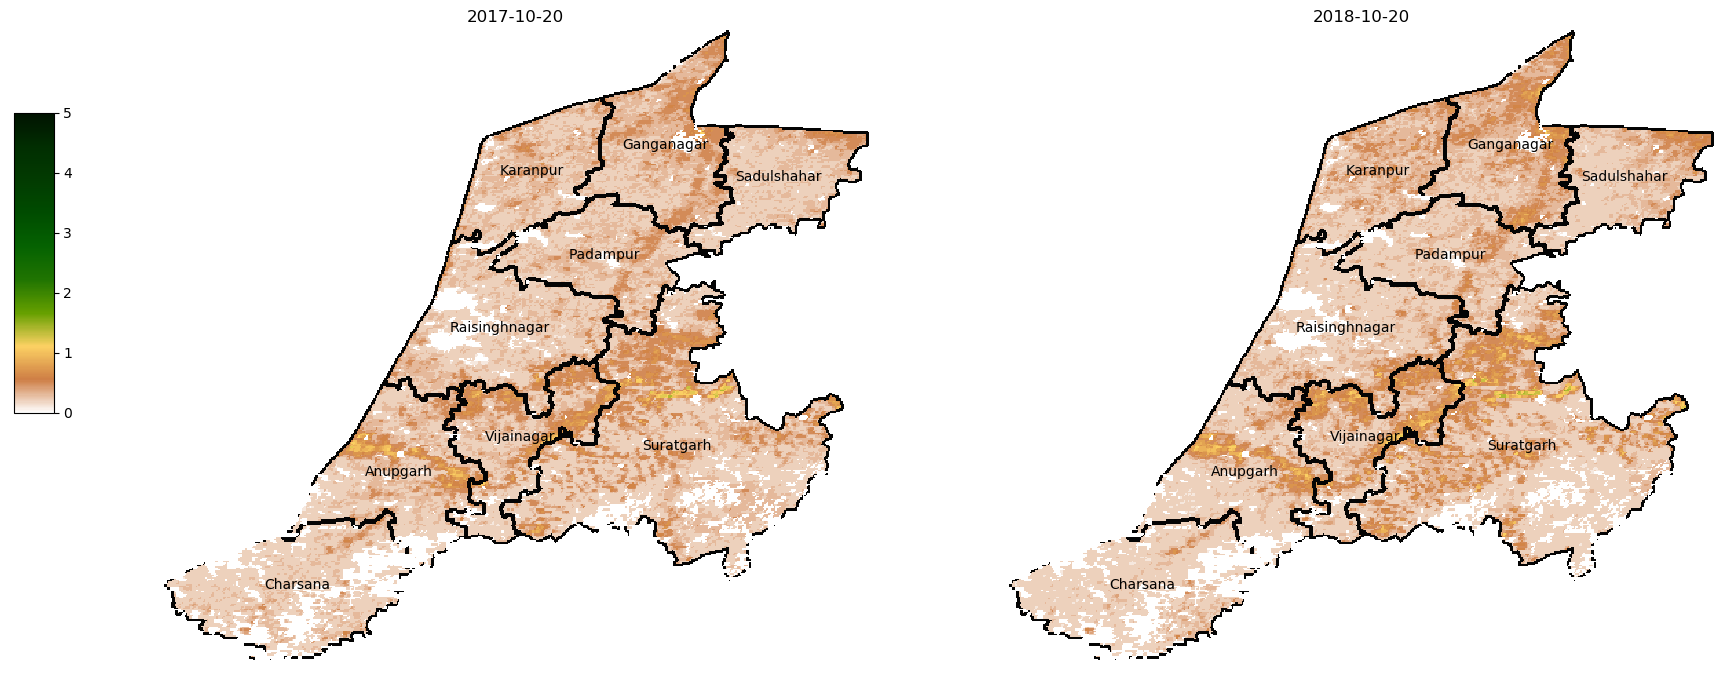 2017-10-20
2018-10-20
5
4
3
2
1
0
Ganganagar
Karanpur
Sadulshahar
Padampur
Raisinghnagar
Vijainagar
Suratgarh
Anupgarh
Charsana
Ganganagar
Karanpur
Sadulshahar
Padampur
Raisinghnagar
Vijainagar
Suratgarh
Anupgarh
Charsana